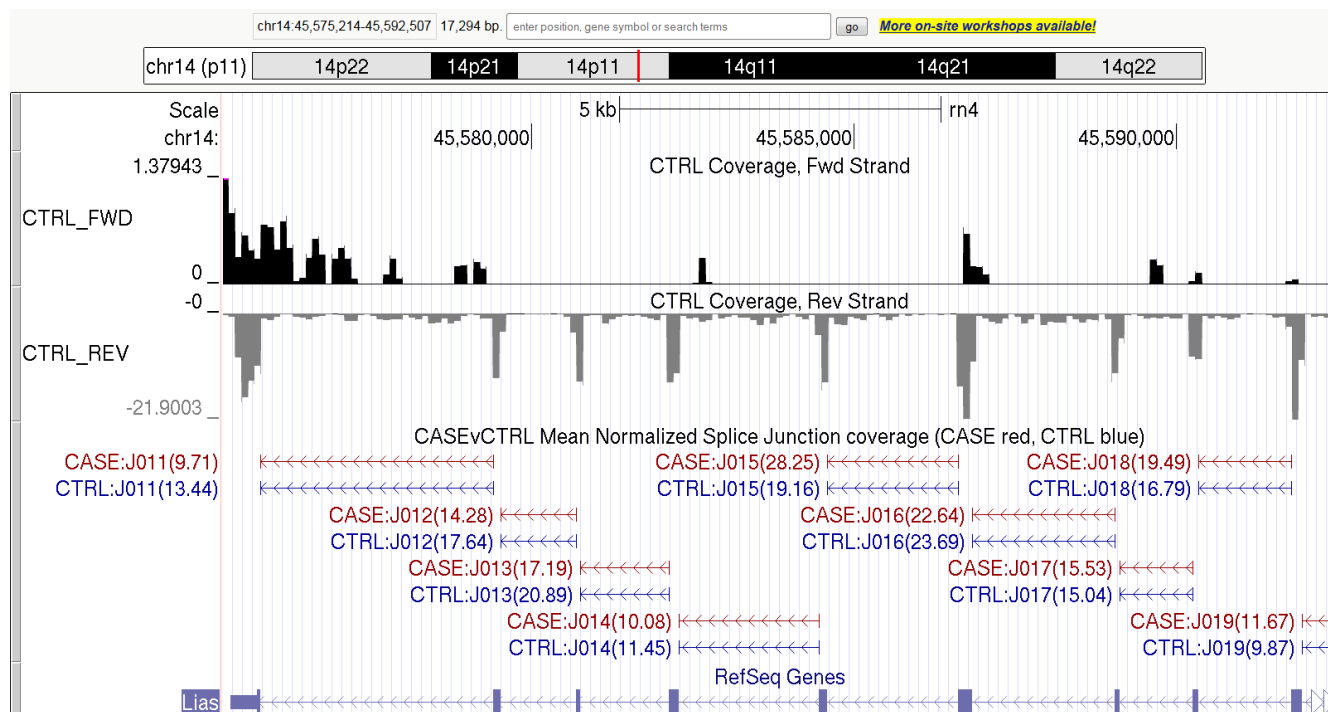 chr14:45,575,214-45,592,507 17,294 bp. enter position, gene symbol or search terms go More on-site workshops available!
chr14 (p11) 14p22 14p21 14p11 14q11 14q21 14q22
Scale 5 kb rn4
chr14: 45,580,000 45,585,000 45,590,000
1.37943 CTRL Coverage, Fwd Strand
CTRL_FWD
0
-0 CTRL Coverage, Rev Strand
CTRL_REV
-21.9003
CASEvCTRL Mean Normalized Splice Junction coverage (CASE red, CTRL blue)
CASE:J011(9.71) CASE:J015(28.25) CASE:J018(19.49)
CTRL:J011(13.44) CTRL:J015(19.16) CTRL:J018(16.79)
CASE:J012(14.28) CASE:J016(22.64)
CTRL:J012(17.64) CTRL:J016(23.69)
CASE:J013(17.19) CASE:J017(15.53)
CTRL:J013(20.89) CTRL:J017(15.04)
CASE:J014(10.08) CASE:J019(11.67)
CTRL:J014(11.45) CTRL:J019(9.87)
RefSeq Genes
Lias